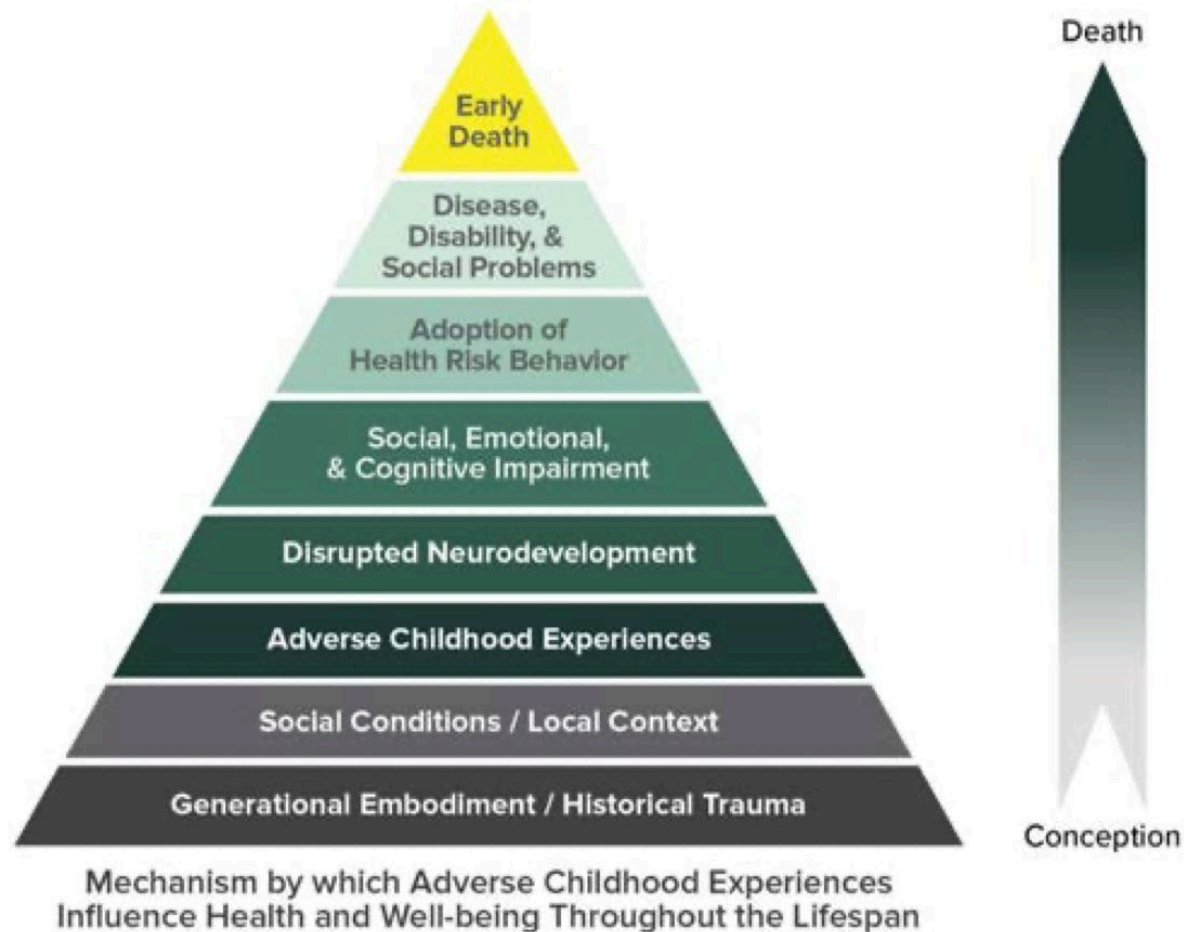 Death
Early
Death
Disease,
Disability, &
Social Problems
Adoption of
Health Risk Behavior
Social, Emotional,
& Cognitive Impairment
Disrupted Neurodevelopment
Adverse Childhood Experiences
Social Conditions / Local Context
Generational Embodiment / Historical Trauma
Conception
Mechanism by which Adverse Childhood Experiences
Influence Health and Well-being Throughout the Lifespan